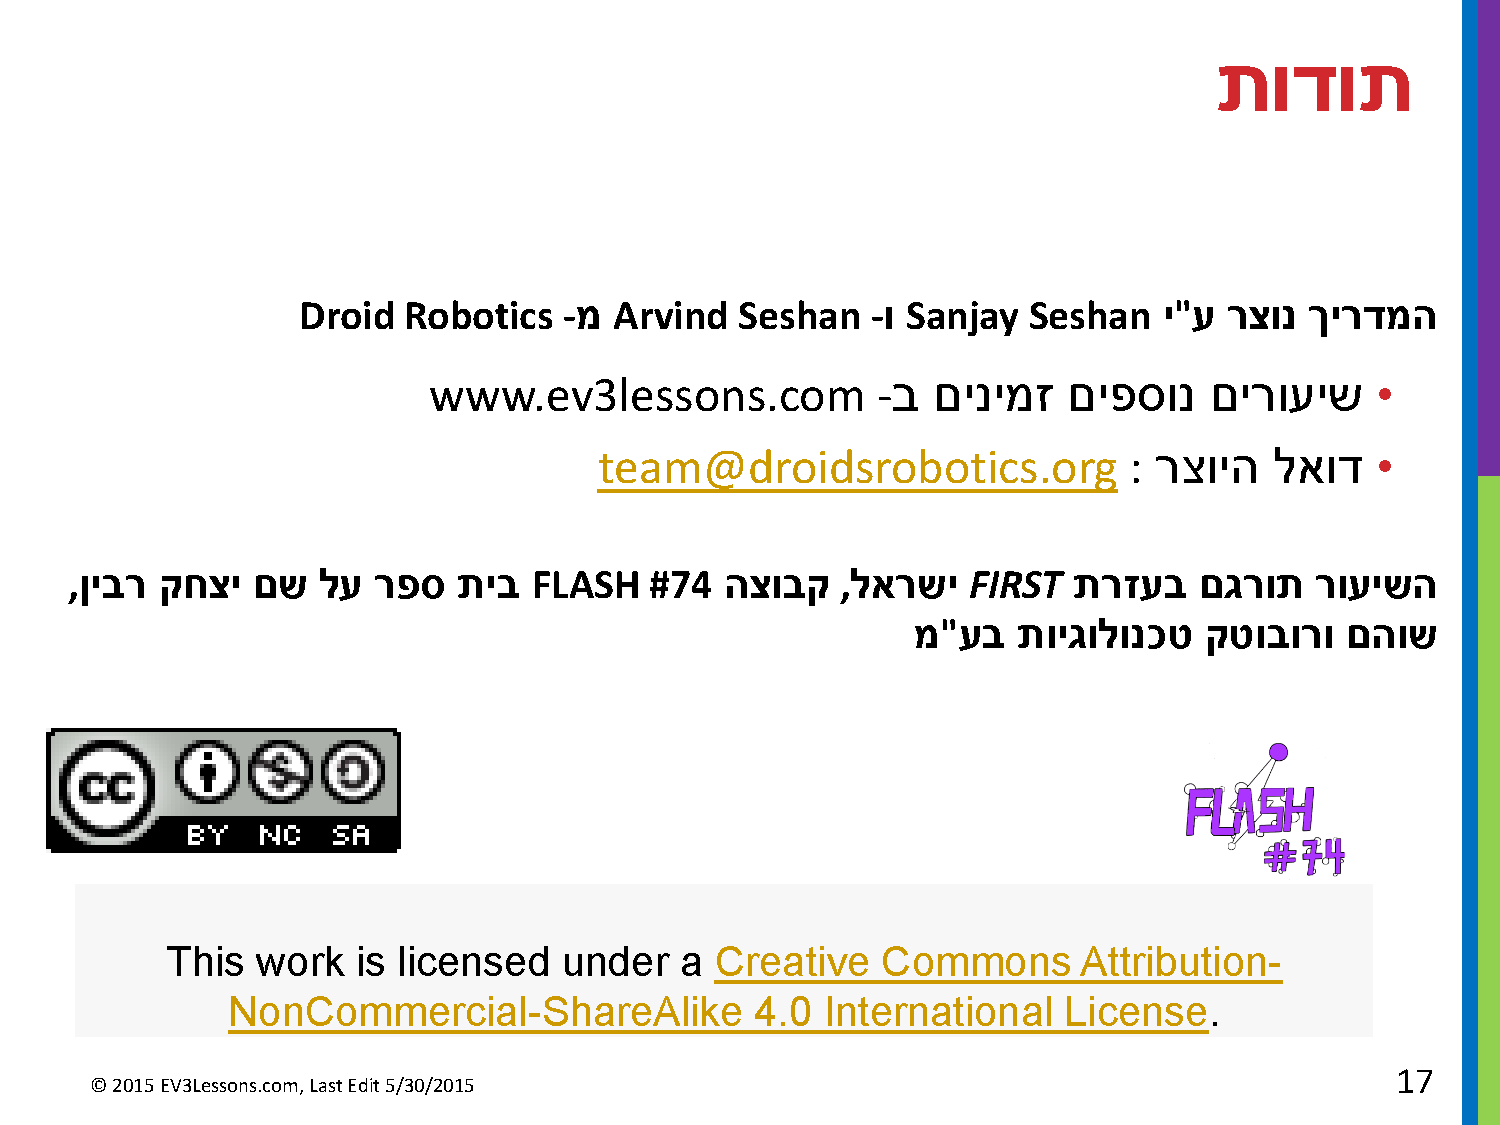 תודות
המדריך נוצר ע"י Sanjay Seshan ו- Arvind Seshan מ- Droid Robotics
• שיעורים נוספים זמינים ב- www.ev3lessons.com
• דואל היוצר : team@droidsrobotics.org
השיעור תורגם בעזרת FIRST ישראל, קבוצה FLASH #74 בית ספר על שם יצחק רבין,
שוהם ורובוטק טכנולוגיות בע"מ
cc BY NC SA
FLASH
#74
This work is licensed under a Creative Commons Attribution-
NonCommercial-ShareAlike 4.0 International License.
© 2015 EV3Lessons.com, Last Edit 5/30/2015
17